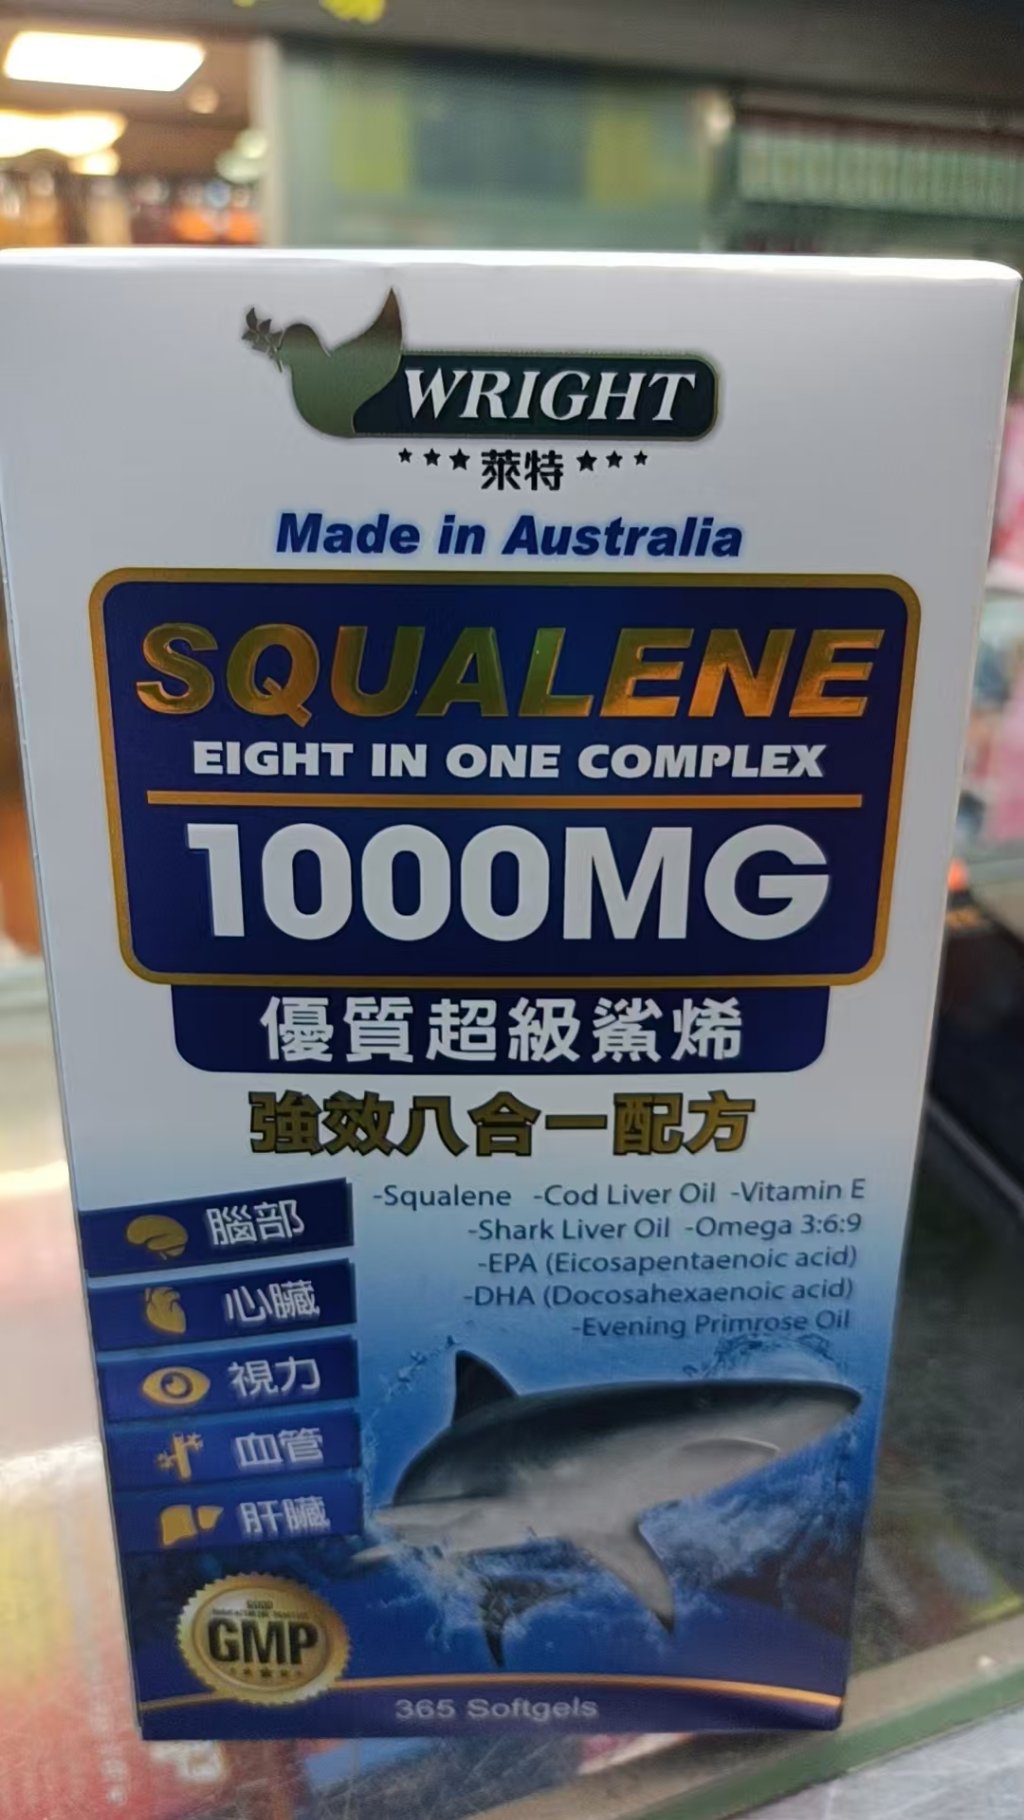 WRIGHT
萊特
Made in Australia
SQUALENE
EIGHT IN ONE COMPLEX
1000MG
優質超級鯊烯
強效八合一配方
-Squalene -Cod Liver Oil -Vitamin E
-Shark Liver Oil -Omega 3:6:9
-EPA (Eicosapentaenoic acid)
-DHA (Docosahexaenoic acid)
-Evening Primrose Oil
腦部
心臟
視力
血管
肝臟
GMP
365 Softgels